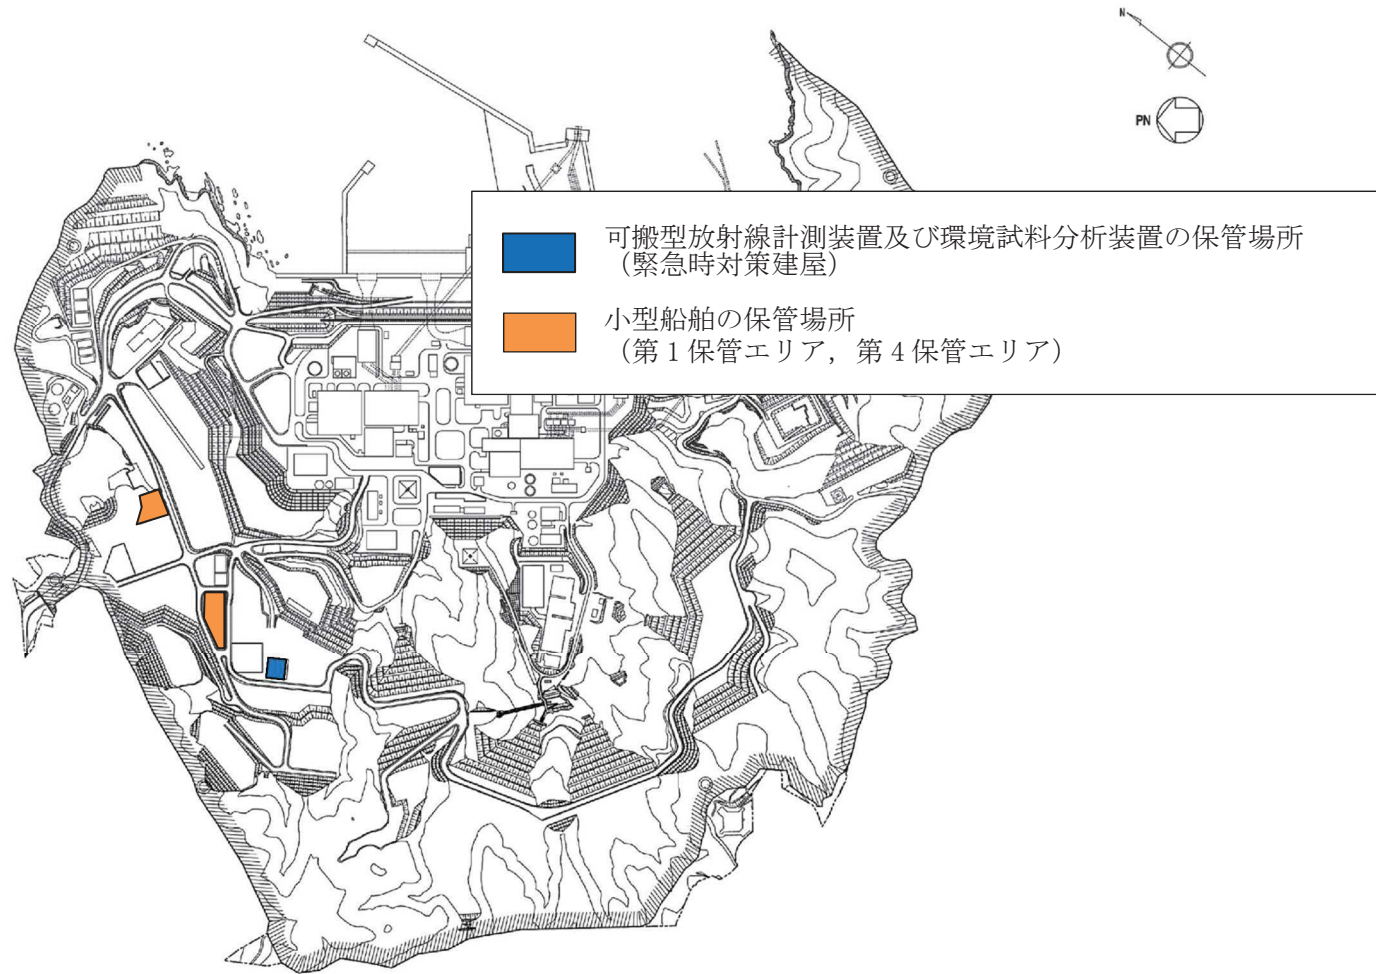 N
PN
可搬型放射線計測装置及び環境試料分析装置の保管場所
（緊急時対策建屋）
小型船舶の保管場所
（第１保管エリア，第４保管エリア）